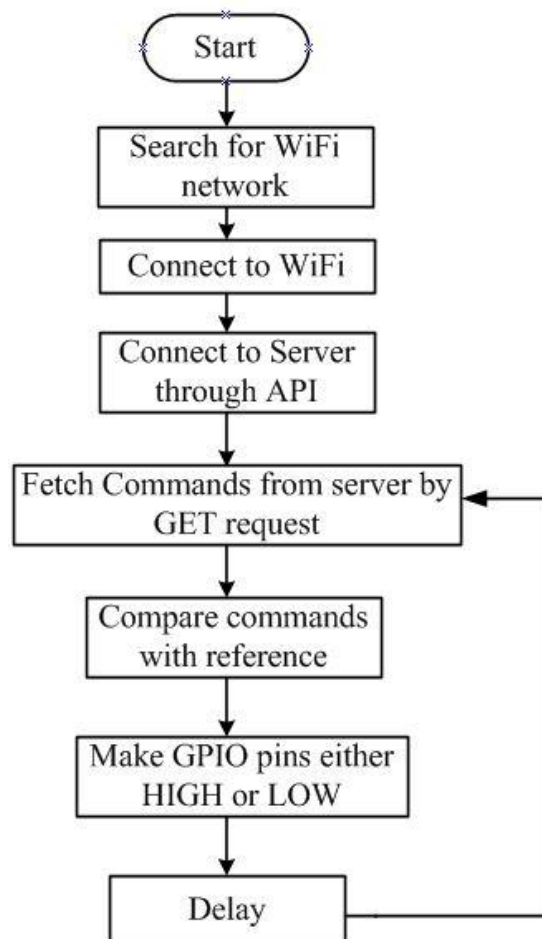 Start
Search for WiFi
network
Connect to WiFi
Connect to Server
through API
Fetch Commands from server by
GET request
Compare commands
with reference
Make GPIO pins either
HIGH or LOW
Delay